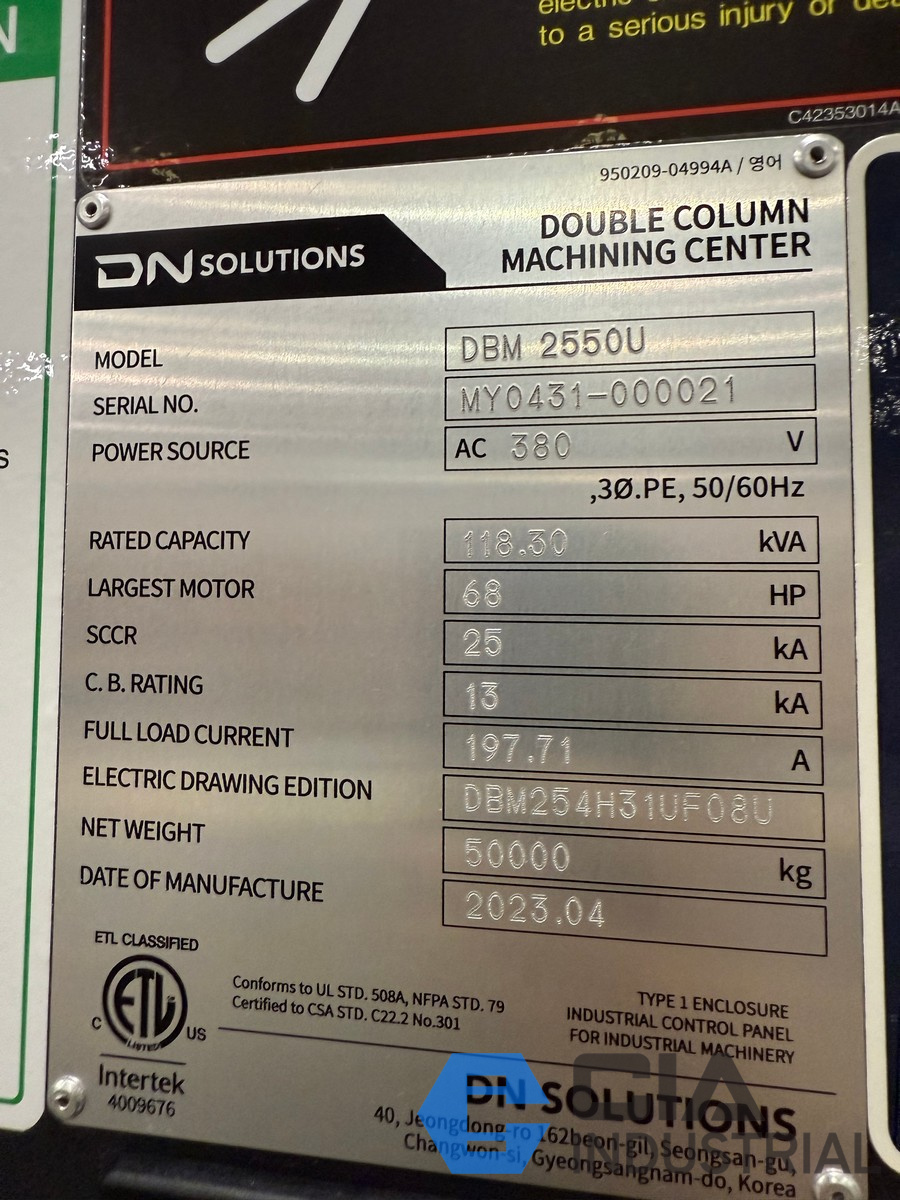 N
to a serious injury or
C42353014A
950209-04994A / 영어
DN SOLUTIONS
DOUBLE COLUMN
MACHINING CENTER
MODEL DBM 2550U
SERIAL NO. MY0431-000021
POWER SOURCE AC 380 V
,3Ø.PE, 50/60Hz
RATED CAPACITY 118.30 kVA
LARGEST MOTOR 68 HP
S
SCCR 25 kA
C. B. RATING 13 kA
FULL LOAD CURRENT 197.71 A
ELECTRIC DRAWING EDITION DBM254H31UF08U
NET WEIGHT 50000 kg
DATE OF MANUFACTURE 2023.04
ETL CLASSIFIED
ETL
LISTED
C US
Intertek
4009676
Conforms to UL STD. 508A, NFPA STD. 79
Certified to CSA STD. C22.2 No.301
TYPE 1 ENCLOSURE
INDUSTRIAL CONTROL PANEL
FOR INDUSTRIAL MACHINERY
DN SOLUTIONS
40, Jeongdong-ro 162beon-gil, Seongsan-gu,
Changwon-si, Gyeongsangnam-do, Korea
CIA
INDUSTRIAL